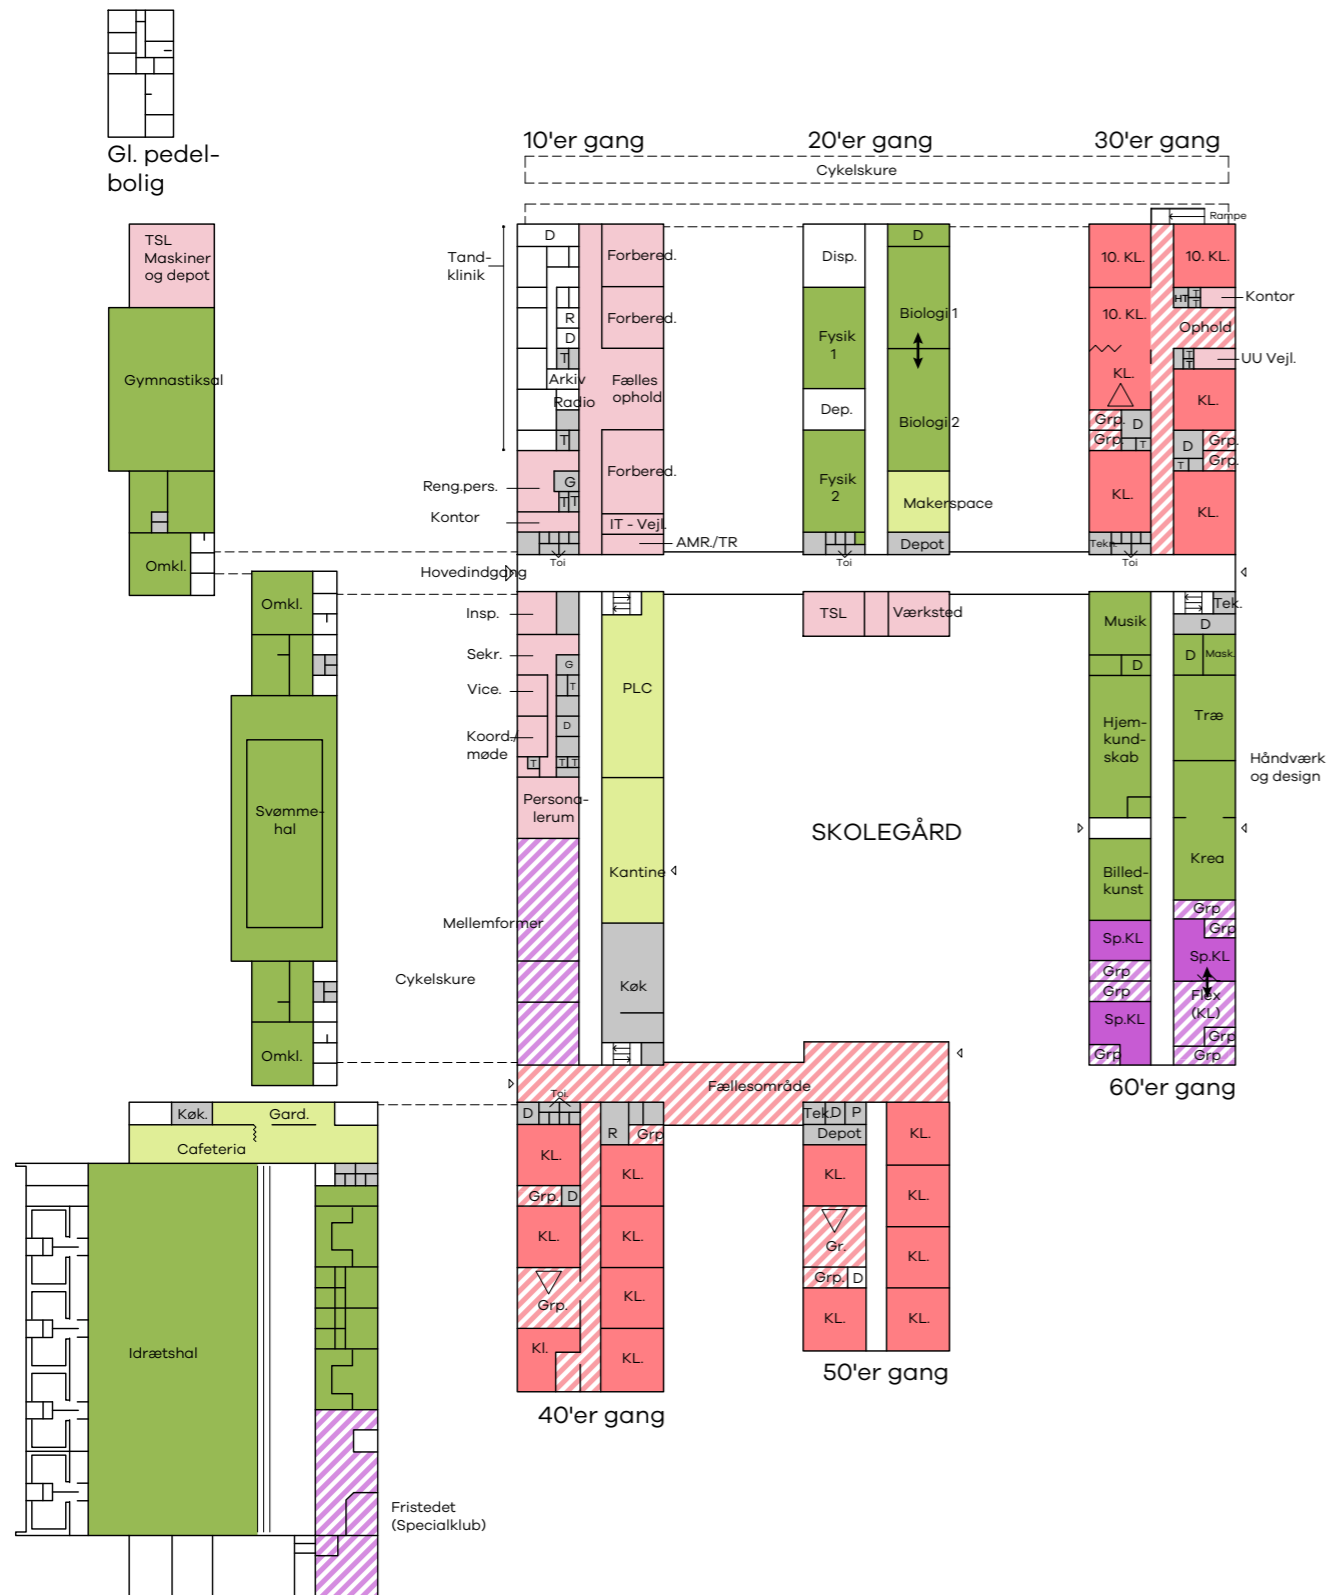 Gl. pedel-
bolig
10'er gang
20'er gang
30'er gang
Cykelskure
Rampe
TSL
Maskiner
og depot
Gymnastiksal
Omkl.
Tand-
klinik
D
R
D
T
Arkiv
Radio
T
Reng.pers.
G
T
T
Kontor
Forbered.
Forbered.
Fælles
ophold
Forbered.
IT - Vejl.
AMR./TR
Toi
Disp.
Fysik
1
Dep.
Fysik
2
Toi
D
Biologi 1
Biologi 2
Makerspace
Depot
10. KL.
10. KL.
KL.
Grp.
Grp.
D
T
KL.
Tekn.
Toi
10. KL.
HT
T
T
Kontor
Ophold
T
T
UU Vejl.
KL.
D
Grp.
Grp.
T
KL.
Hovedindgang
Omkl.
Svømme-
hal
Omkl.
Insp.
Sekr.
G
Vice.
T
Koord./
møde
D
T
T
T
Persona-
lerum
Mellemformer
Cykelskure
PLC
Kantine
Køk
TSL
Værksted
SKOLEGÅRD
Musik
D
Hjem-
kund-
skab
Billed-
kunst
Sp.KL
Grp
Grp
Sp.KL
Grp
Tek.
D
D
Mask.
Træ
Håndværk
og design
Krea
Grp
Grp
Sp.KL
Flex
(KL)
Grp
Grp
60'er gang
Fællesområde
Køk.
Gard.
Cafeteria
Idrætshal
Fristedet
(Specialklub)
D
Toi.
KL.
Grp.
D
KL.
Grp.
Kl.
R
Grp
KL.
KL.
KL.
KL.
40'er gang
Tek.
D
P
Depot
KL.
Gr.
Grp.
D
KL.
KL.
KL.
KL.
KL.
50'er gang